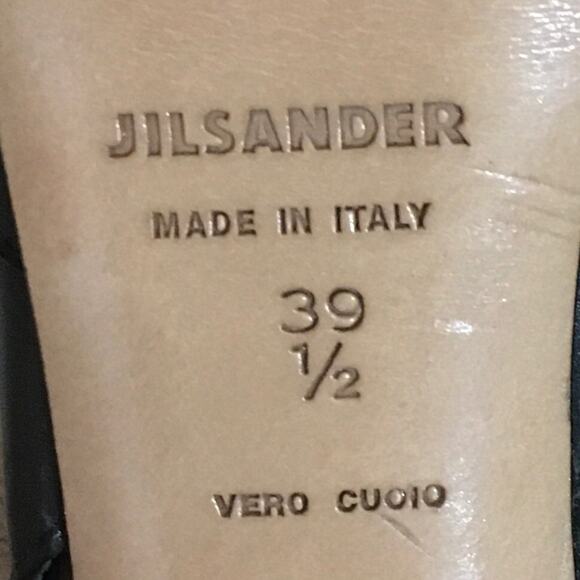 JILSANDER
MADE IN ITALY
39
1/2
VERO CUOIO